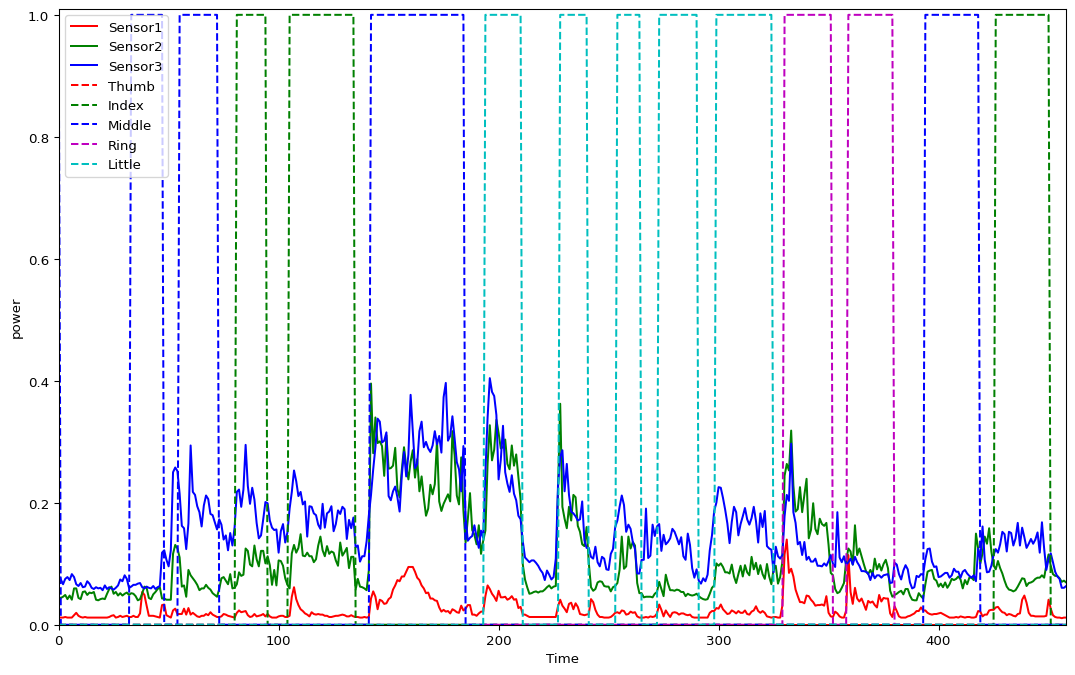 1.0
0.8
0.6
0.4
0.2
0.0
power
Sensor1
Sensor2
Sensor3
Thumb
Index
Middle
Ring
Little
0
100
200
300
400
Time